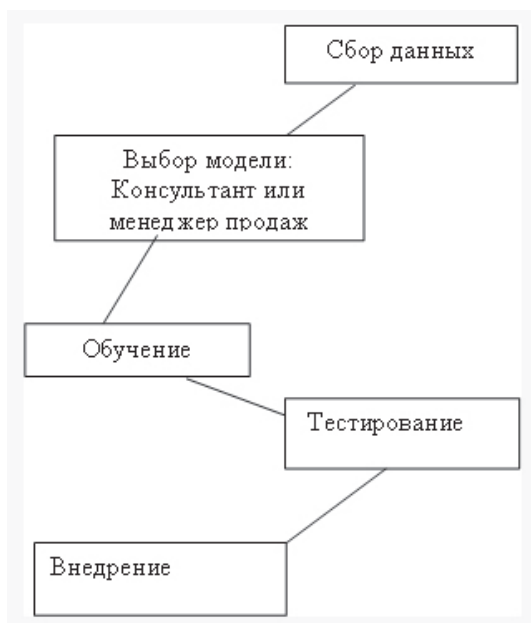 Сбор данных
Выбор модели:
Консультант или
менеджер продаж
Обучение
Тестирование
Внедрение